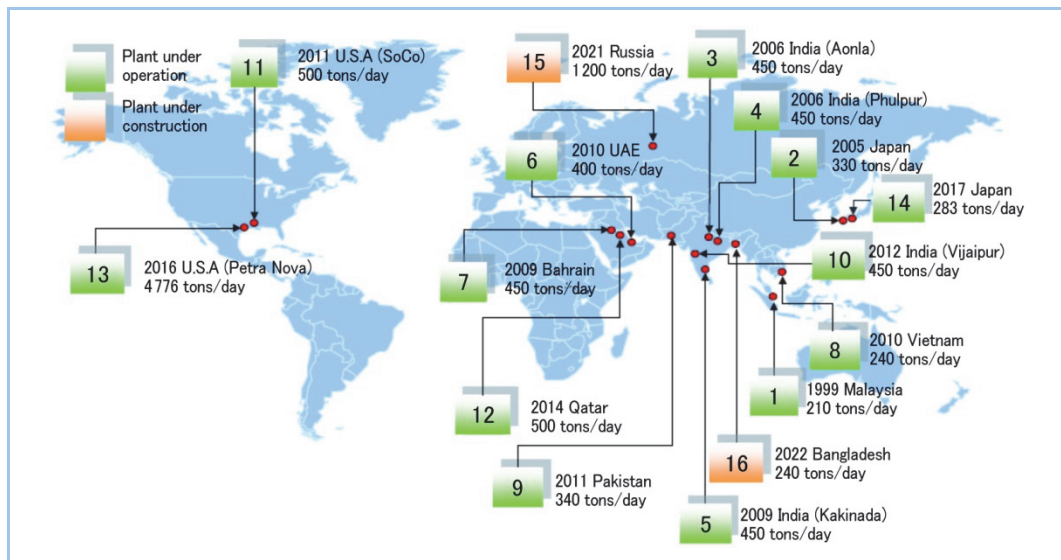 Plant under
operation
Plant under
construction
11
2011 U.S.A (SoCo)
500 tons/day
15
2021 Russia
1 200 tons/day
3
2006 India (Aonla)
450 tons/day
4
2006 India (Phulpur)
450 tons/day
6
2010 UAE
400 tons/day
2
2005 Japan
330 tons/day
14
2017 Japan
283 tons/day
13
2016 U.S.A (Petra Nova)
4 776 tons/day
7
2009 Bahrain
450 tons/day
10
2012 India (Vijaipur)
450 tons/day
8
2010 Vietnam
240 tons/day
1
1999 Malaysia
210 tons/day
12
2014 Qatar
500 tons/day
16
2022 Bangladesh
240 tons/day
9
2011 Pakistan
340 tons/day
5
2009 India (Kakinada)
450 tons/day